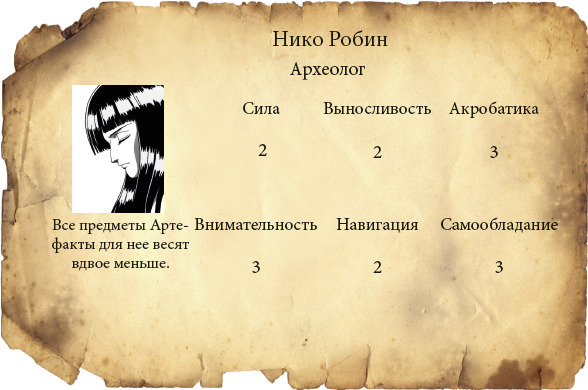 Нико Робин
Археолог
Сила Выносливость Акробатика
2 2 3
Все предметы Арте-
факты для нее весят
вдвое меньше.
Внимательность Навигация Самообладание
3 2 3